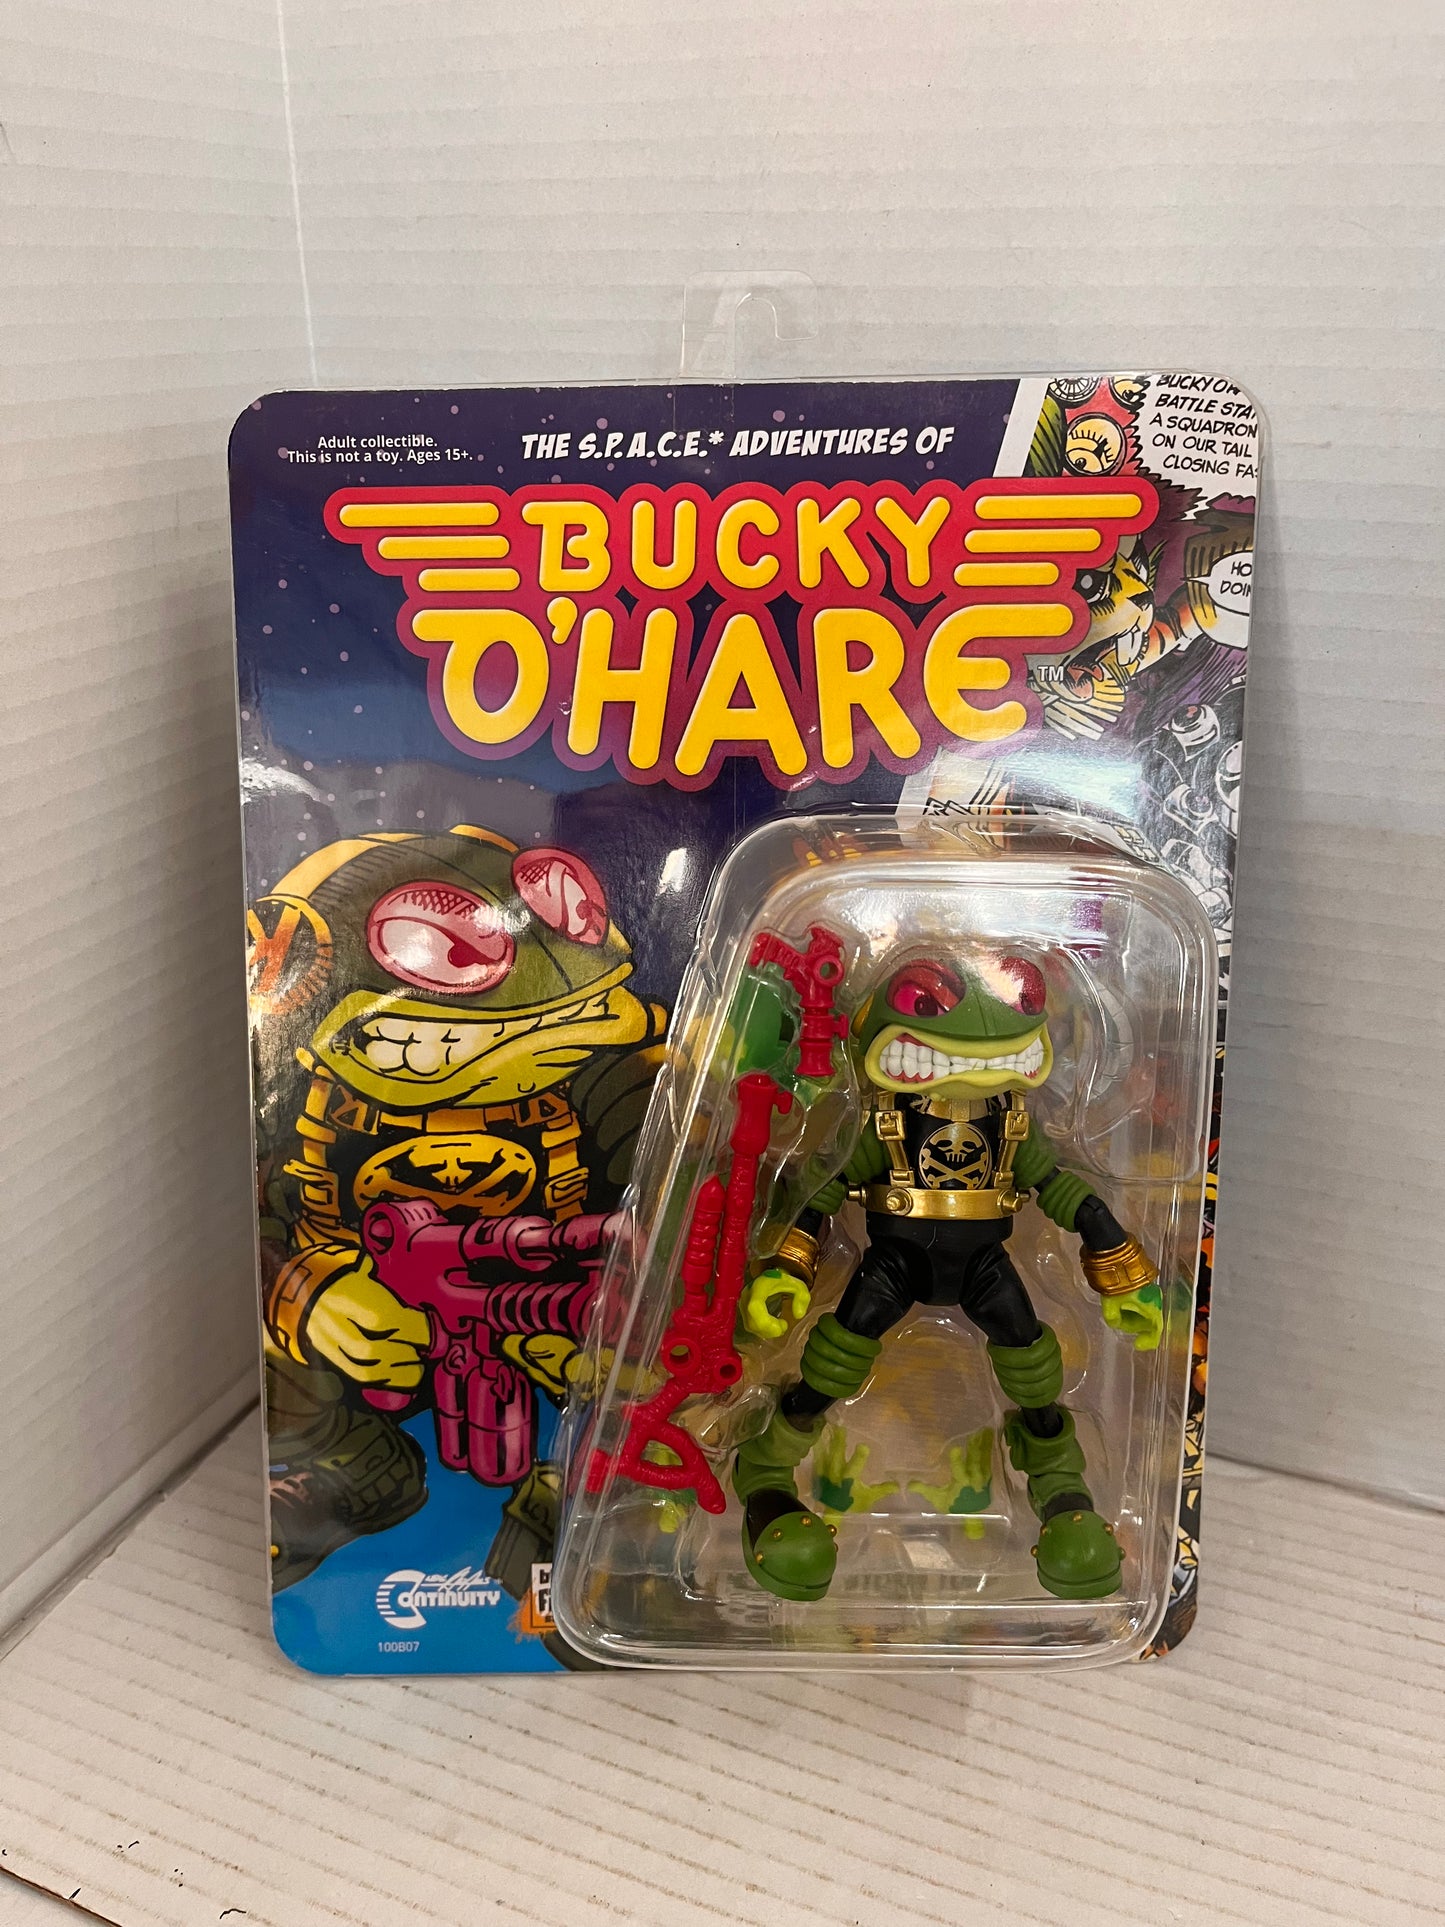 Adult collectible.
This is not a toy. Ages 15+.
THE S.P.A.C.E.* ADVENTURES OF
BUCKY
O'HARE
TM
BUCKY O'H
BATTLE STA
A SQUADRON
ON OUR TAIL
CLOSING FA
HO
DOIN
CONTINUITY
100B07